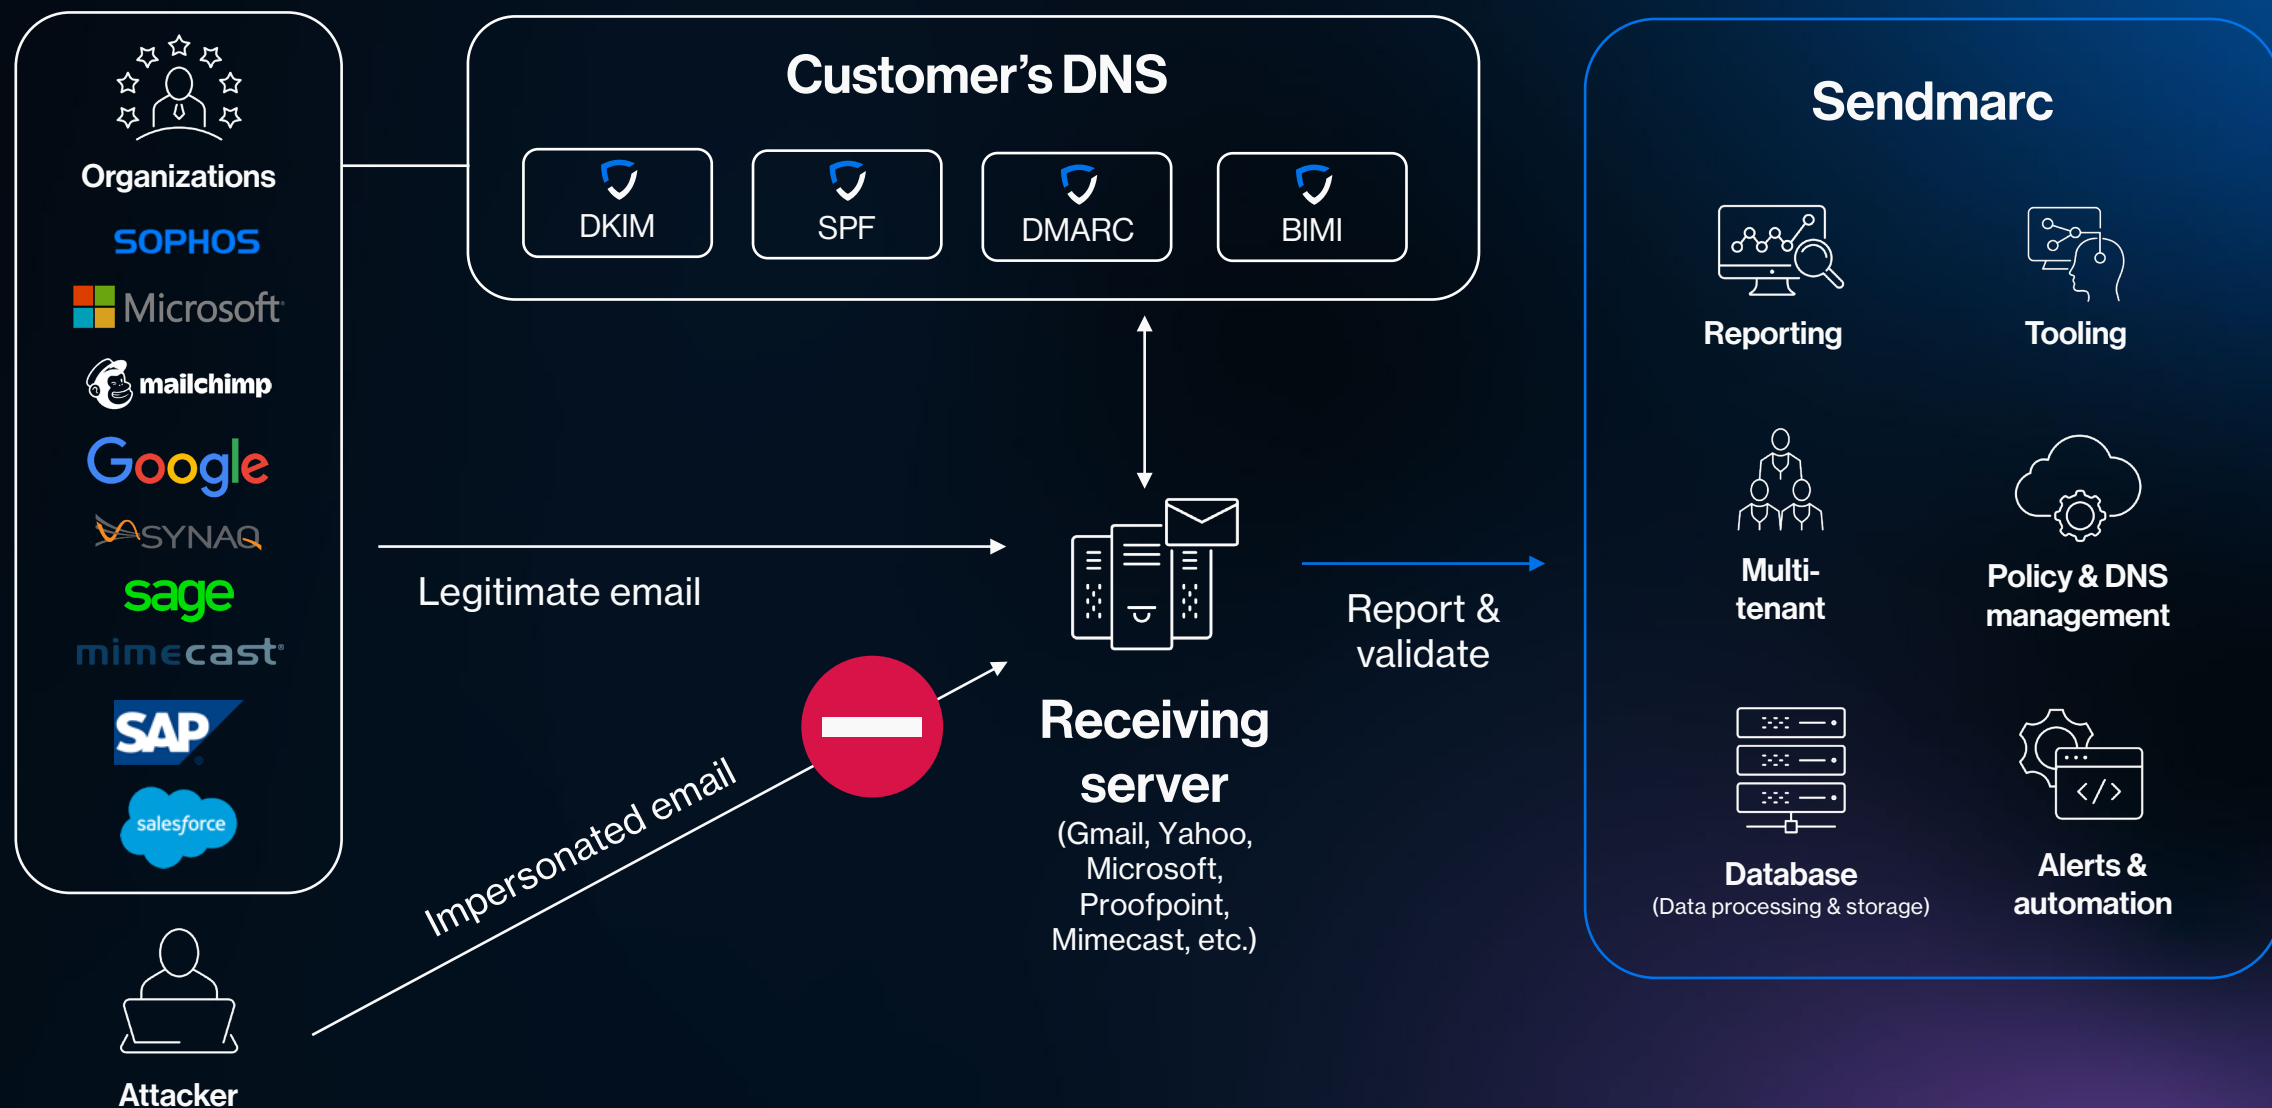 Organizations
SOPHOS
Microsoft
mailchimp
Google
SYNAQ
sage
mimecast®
SAP®
salesforce
Attacker
Customer's DNS
DKIM
SPF
DMARC
BIMI
Legitimate email
Impersonated email
Receiving
server
(Gmail, Yahoo,
Microsoft,
Proofpoint,
Mimecast, etc.)
Report &
validate
Sendmarc
Reporting
Tooling
Multi-
tenant
Policy & DNS
management
Database
(Data processing & storage)
Alerts &
automation